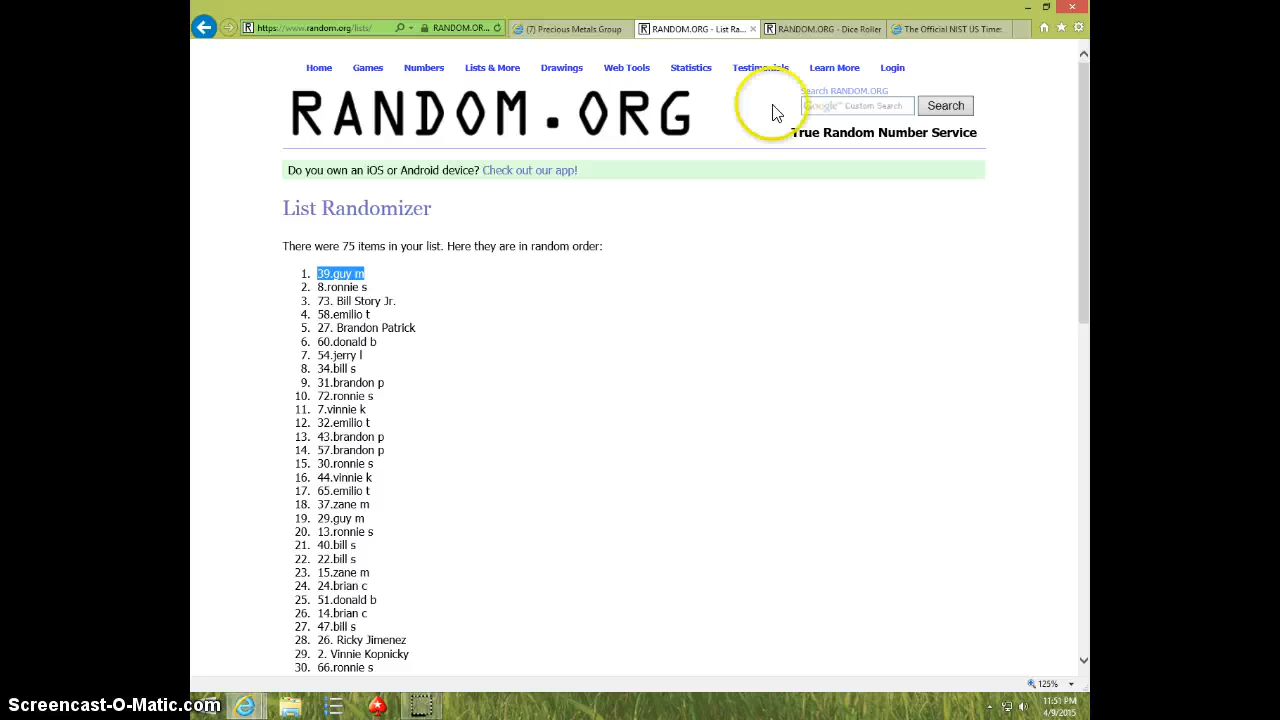 https://www.random.org/lists/
RANDOM.OR...
(7) Precious Metals Group
RANDOM.ORG - List Ra...
RANDOM.ORG - Dice Roller
The Official NIST US Time:
Home Games Numbers Lists & More Drawings Web Tools Statistics Testimonials Learn More Login
RANDOM.ORG
Search RANDOM.ORG
Google™ Custom Search
Search
True Random Number Service
Do you own an iOS or Android device? Check out our app!
List Randomizer
There were 75 items in your list. Here they are in random order:
1. 39.guy m
2. 8.ronnie s
3. 73. Bill Story Jr.
4. 58.emilio t
5. 27. Brandon Patrick
6. 60.donald b
7. 54.jerry l
8. 34.bill s
9. 31.brandon p
10. 72.ronnie s
11. 7.vinnie k
12. 32.emilio t
13. 43.brandon p
14. 57.brandon p
15. 30.ronnie s
16. 44.vinnie k
17. 65.emilio t
18. 37.zane m
19. 29.guy m
20. 13.ronnie s
21. 40.bill s
22. 22.bill s
23. 15.zane m
24. 24.brian c
25. 51.donald b
26. 14.brian c
27. 47.bill s
28. 26. Ricky Jimenez
29. 2. Vinnie Kopnicky
30. 66.ronnie s
125%
11:51 PM
4/9/2015
Screencast-O-Matic.com